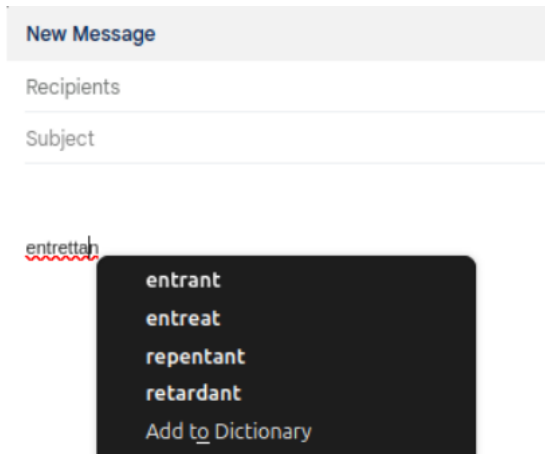 New Message
Recipients
Subject
entrettan
entrant
entreat
repentant
retardant
Add to Dictionary